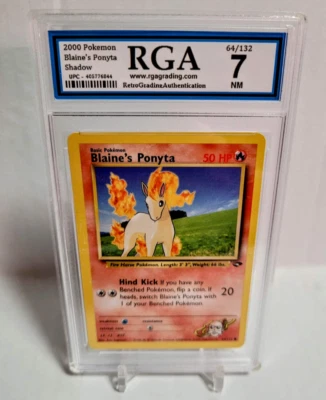 2000 Pokemon
Blaine's Ponyta
Shadow
UPC - 405776844
RGA
www.rgagrading.com
RetroGradingAuthentication
64/132
7
NM
Basic Pokémon
Blaine's Ponyta
50 HP
Fire Horse Pokémon. Length: 3' 3", Weight: 66 lbs.
Hind Kick If you have any
Benched Pokémon, flip a coin. If
heads, switch Blaine's Ponyta with
1 of your Benched Pokémon.
20